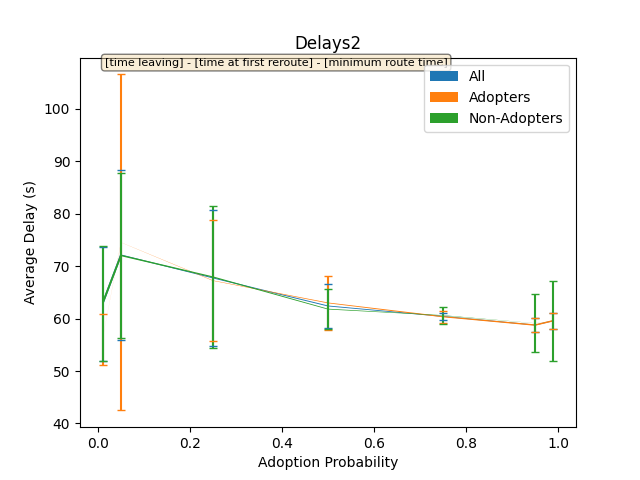 Delays2
[time leaving] - [time at first reroute] - [minimum route time]
All
Adopters
Non-Adopters
100
90
80
70
60
50
40
Average Delay (s)
0.0 0.2 0.4 0.6 0.8 1.0
Adoption Probability